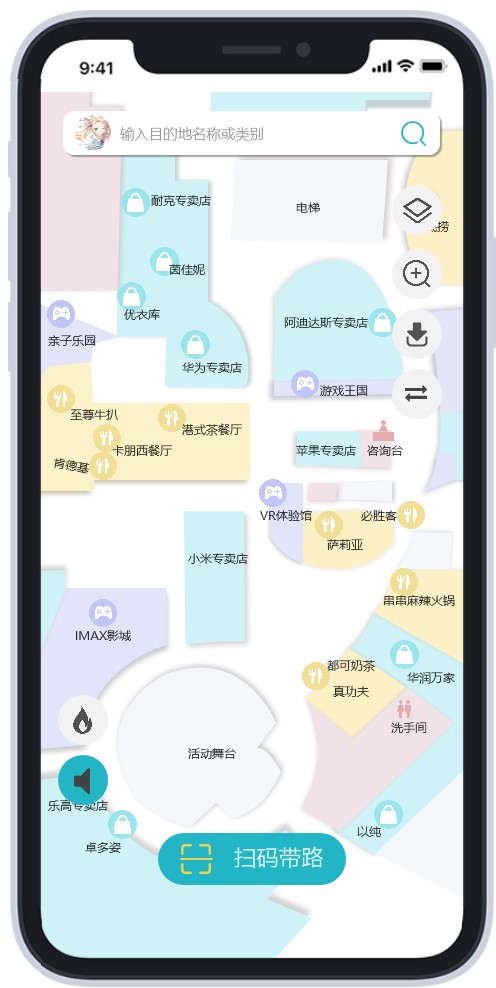 9:41
输入目的地名称或类别
耐克专卖店
电梯
捞
茵佳妮
优衣库
阿迪达斯专卖店
亲子乐园
华为专卖店
游戏王国
至尊牛扒
港式茶餐厅
卡朋西餐厅
苹果专卖店
咨询台
肯德基
VR体验馆
必胜客
萨莉亚
小米专卖店
串串麻辣火锅
IMAX影城
都可奶茶
华润万家
真功夫
洗手间
活动舞台
乐高专卖店
以纯
卓多姿
扫码带路